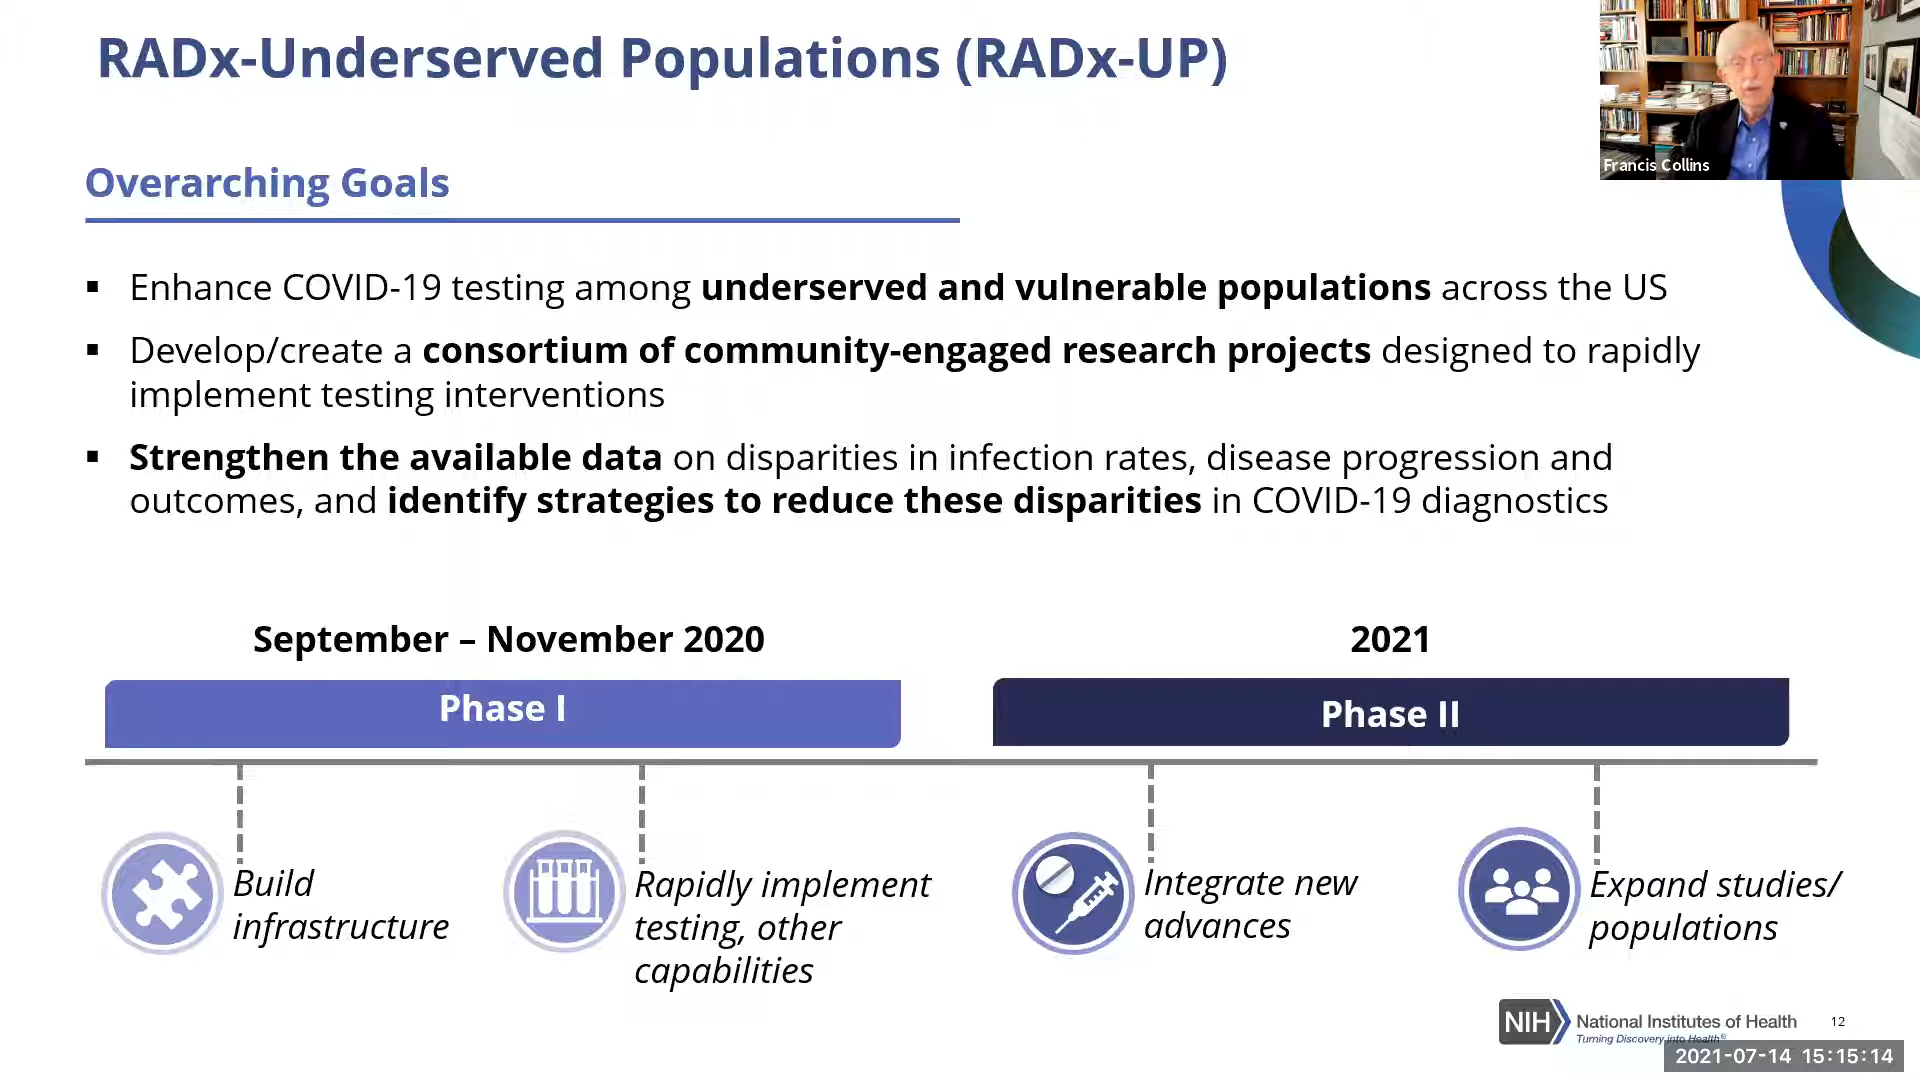 RADx-Underserved Populations (RADx-UP)
Francis Collins
Overarching Goals
▪ Enhance COVID-19 testing among underserved and vulnerable populations across the US
▪ Develop/create a consortium of community-engaged research projects designed to rapidly
implement testing interventions
▪ Strengthen the available data on disparities in infection rates, disease progression and
outcomes, and identify strategies to reduce these disparities in COVID-19 diagnostics
September – November 2020
2021
Phase I
Phase II
Build
infrastructure
Rapidly implement
testing, other
capabilities
Integrate new
advances
Expand studies/
populations
NIH National Institutes of Health
Turning Discovery into Health®
12
2021-07-14 15:15:14